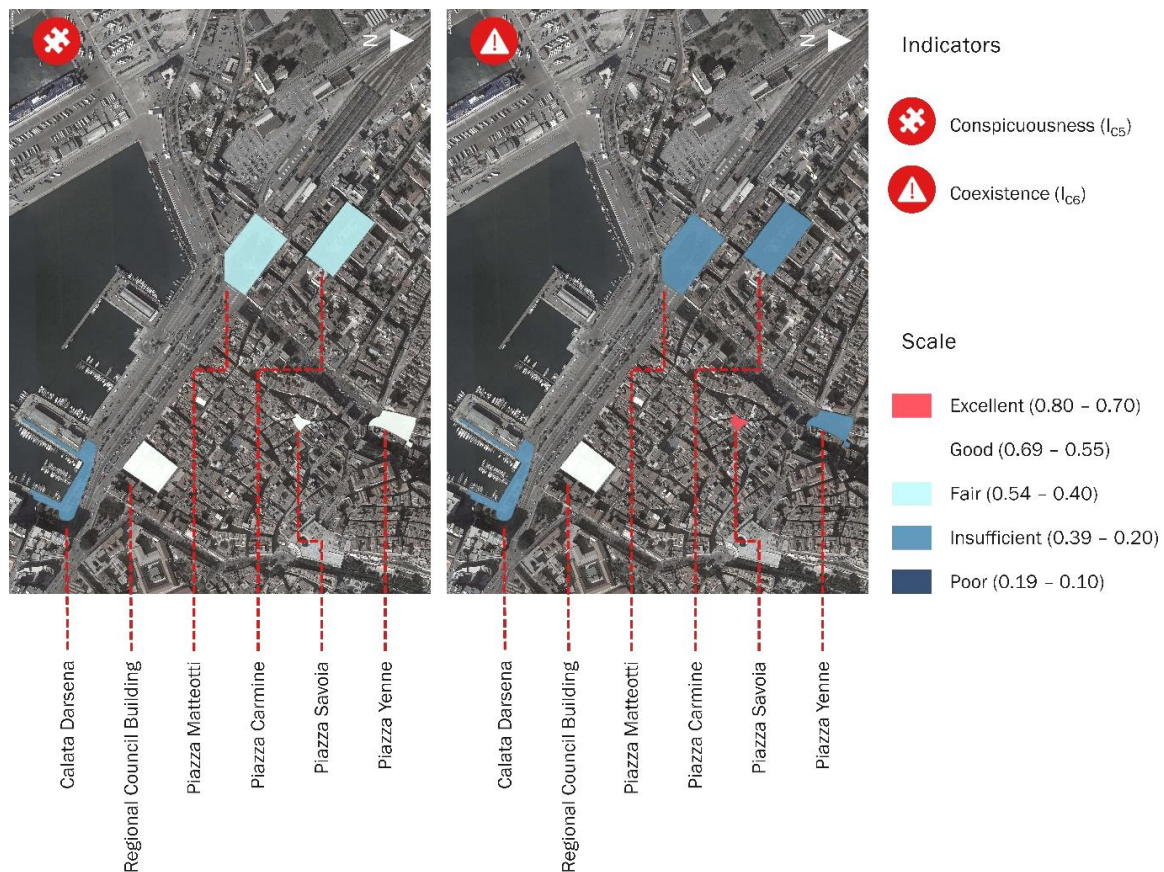 N
N
Indicators
Conspicuousness (IC5)
Coexistence (IC6)
Scale
Excellent (0.80 – 0.70)
Good (0.69 – 0.55)
Fair (0.54 – 0.40)
Insufficient (0.39 – 0.20)
Poor (0.19 – 0.10)
Calata Darsena
Regional Council Building
Piazza Matteotti
Piazza Carmine
Piazza Savoia
Piazza Yenne
Calata Darsena
Regional Council Building
Piazza Matteotti
Piazza Carmine
Piazza Savoia
Piazza Yenne